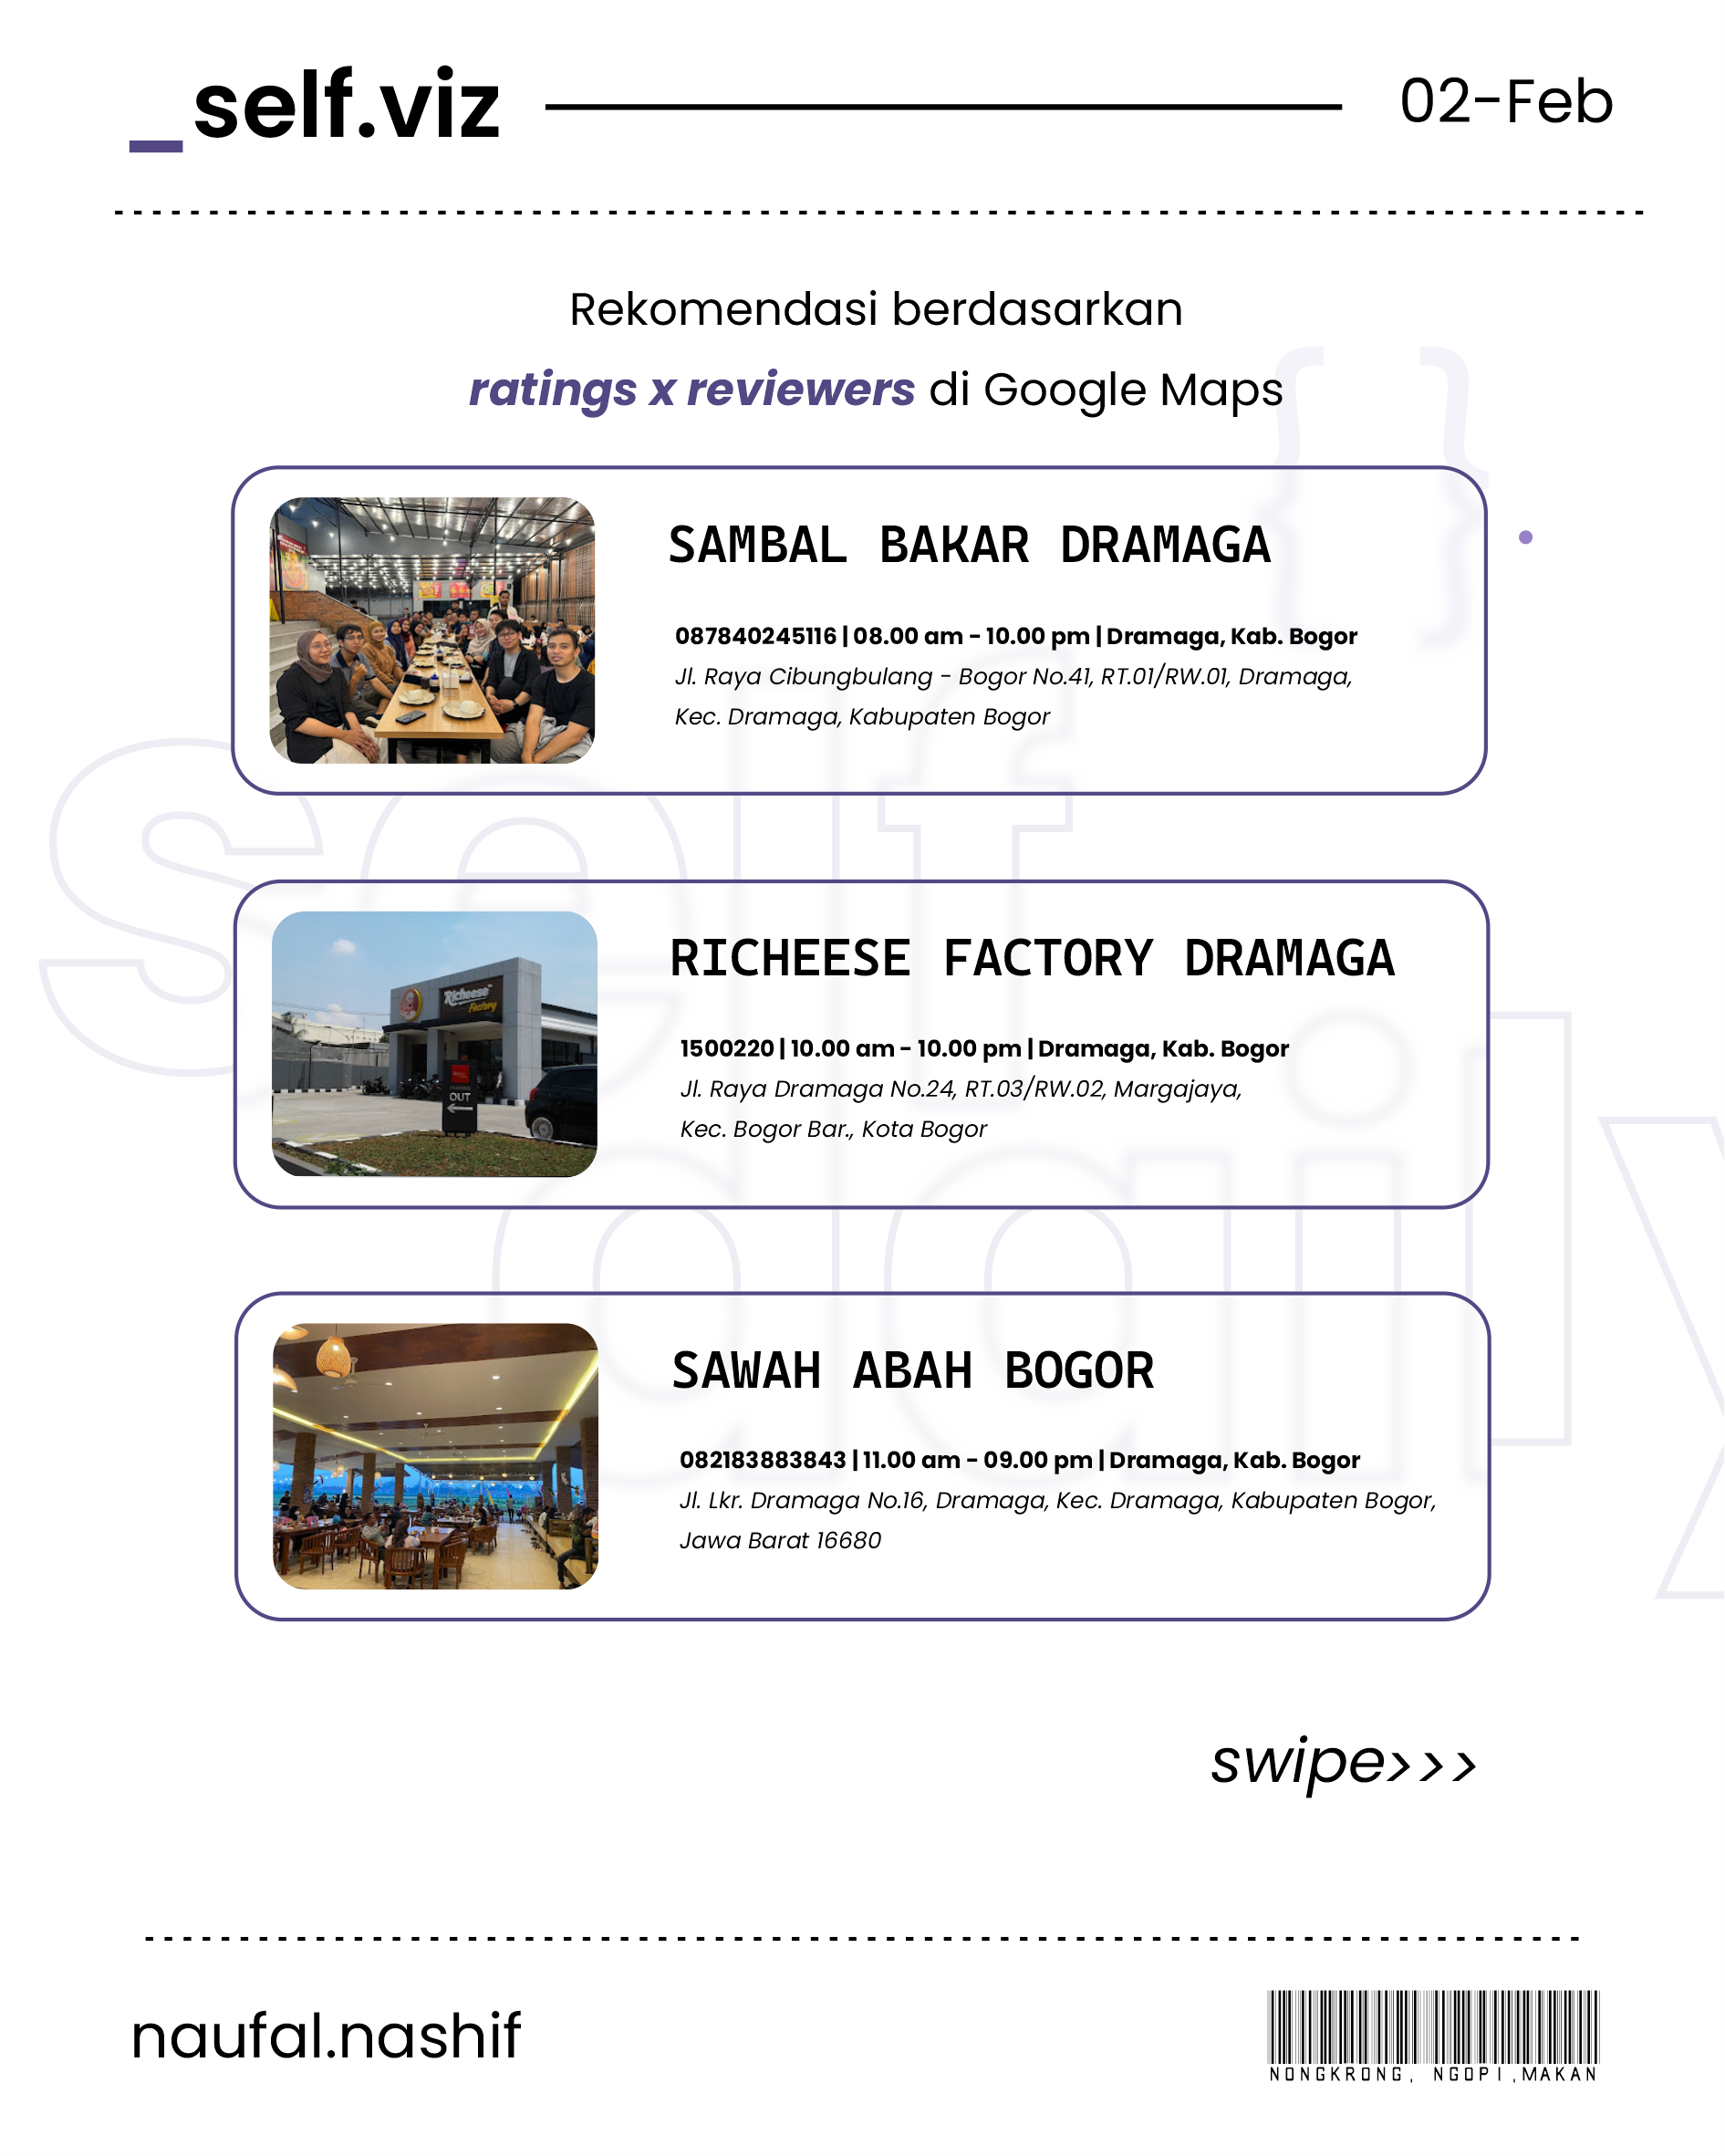 _self.viz
02-Feb
Rekomendasi berdasarkan
ratings x reviewers di Google Maps
{ }
SAMBAL BAKAR DRAMAGA
087840245116 | 08.00 am - 10.00 pm | Dramaga, Kab. Bogor
Jl. Raya Cibungbulang - Bogor No.41, RT.01/RW.01, Dramaga,
Kec. Dramaga, Kabupaten Bogor
self
Richeese
Factory
OUT
RICHEESE FACTORY DRAMAGA
1500220 | 10.00 am - 10.00 pm | Dramaga, Kab. Bogor
Jl. Raya Dramaga No.24, RT.03/RW.02, Margajaya,
Kec. Bogor Bar., Kota Bogor
daily
SAWAH ABAH BOGOR
082183883843 | 11.00 am - 09.00 pm | Dramaga, Kab. Bogor
Jl. Lkr. Dramaga No.16, Dramaga, Kec. Dramaga, Kabupaten Bogor,
Jawa Barat 16680
swipe>>>
naufal.nashif
NONGKRONG, NGOPI,MAKAN